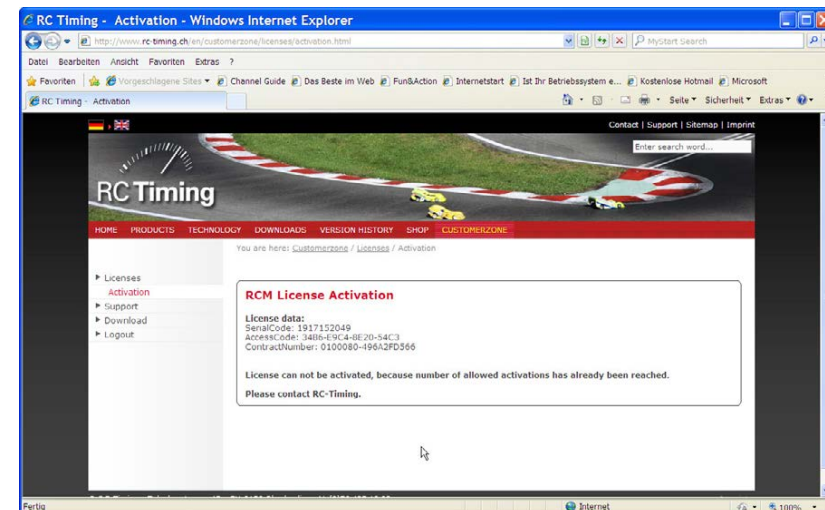 RC Timing - Activation - Windows Internet Explorer
http://www.rc-timing.ch/en/customerzone/licenses/activation.html
MyStart Search
Datei Bearbeiten Ansicht Favoriten Extras ?
Favoriten Vorgeschlagene Sites Channel Guide Das Beste im Web Fun&Action Internetstart Ist Ihr Betriebssystem e... Kostenlose Hotmail Microsoft
RC Timing - Activation
Seite Sicherheit Extras
Contact | Support | Sitemap | Imprint
Enter search word...
RC Timing
HOME PRODUCTS TECHNOLOGY DOWNLOADS VERSION HISTORY SHOP CUSTOMERZONE
You are here: Customerzone / Licenses / Activation
Licenses
Activation
Support
Download
Logout
RCM License Activation
License data:
SerialCode: 1917152049
AccessCode: 34B6-E9C4-8E20-54C3
ContractNumber: 0100080-496A2FD566
License can not be activated, because number of allowed activations has already been reached.
Please contact RC-Timing.
Fertig
Internet
100%